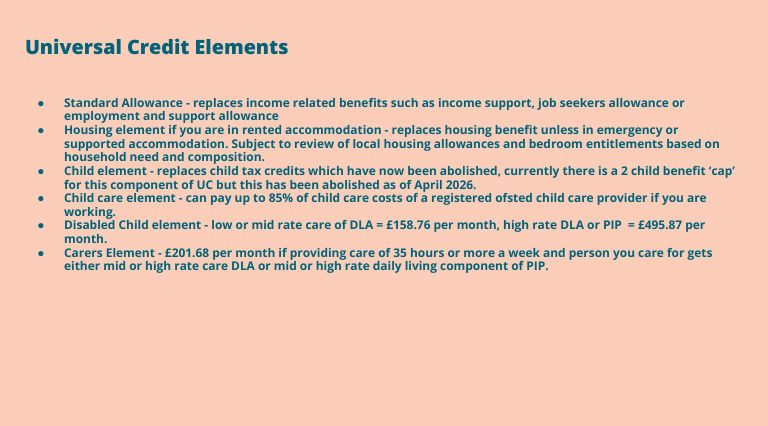 Universal Credit Elements
● Standard Allowance - replaces income related benefits such as income support, job seekers allowance or
employment and support allowance
● Housing element if you are in rented accommodation - replaces housing benefit unless in emergency or
supported accommodation. Subject to review of local housing allowances and bedroom entitlements based on
household need and composition.
● Child element - replaces child tax credits which have now been abolished, currently there is a 2 child benefit ‘cap’
for this component of UC but this has been abolished as of April 2026.
● Child care element - can pay up to 85% of child care costs of a registered ofsted child care provider if you are
working.
● Disabled Child element - low or mid rate care of DLA = £158.76 per month, high rate DLA or PIP  = £495.87 per
month.
● Carers Element - £201.68 per month if providing care of 35 hours or more a week and person you care for gets
either mid or high rate care DLA or mid or high rate daily living component of PIP.